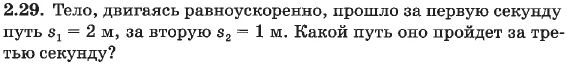 2.29. Тело, двигаясь равноускоренно, прошло за первую секунду
путь s₁ = 2 м, за вторую s₂ = 1 м. Какой путь оно пройдет за тре-
тью секунду?